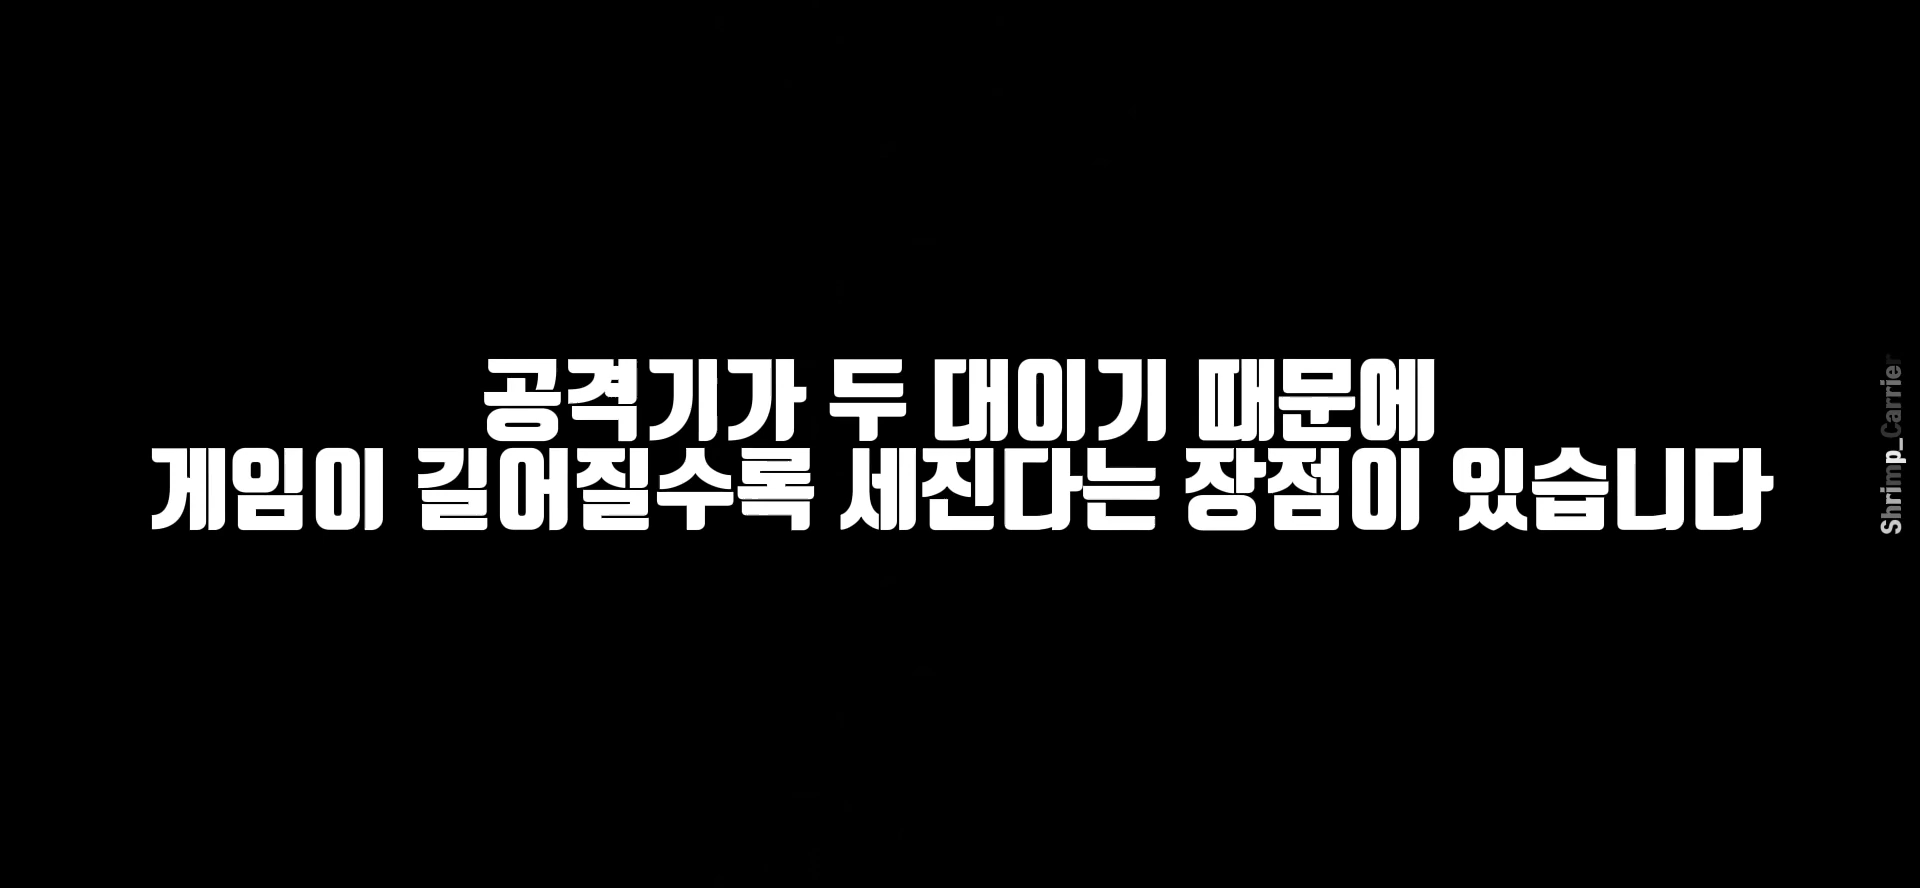 공격기가 두 대이기 때문에
게임이 길어질수록 세진다는 장점이 있습니다
Shrimp_Carrier